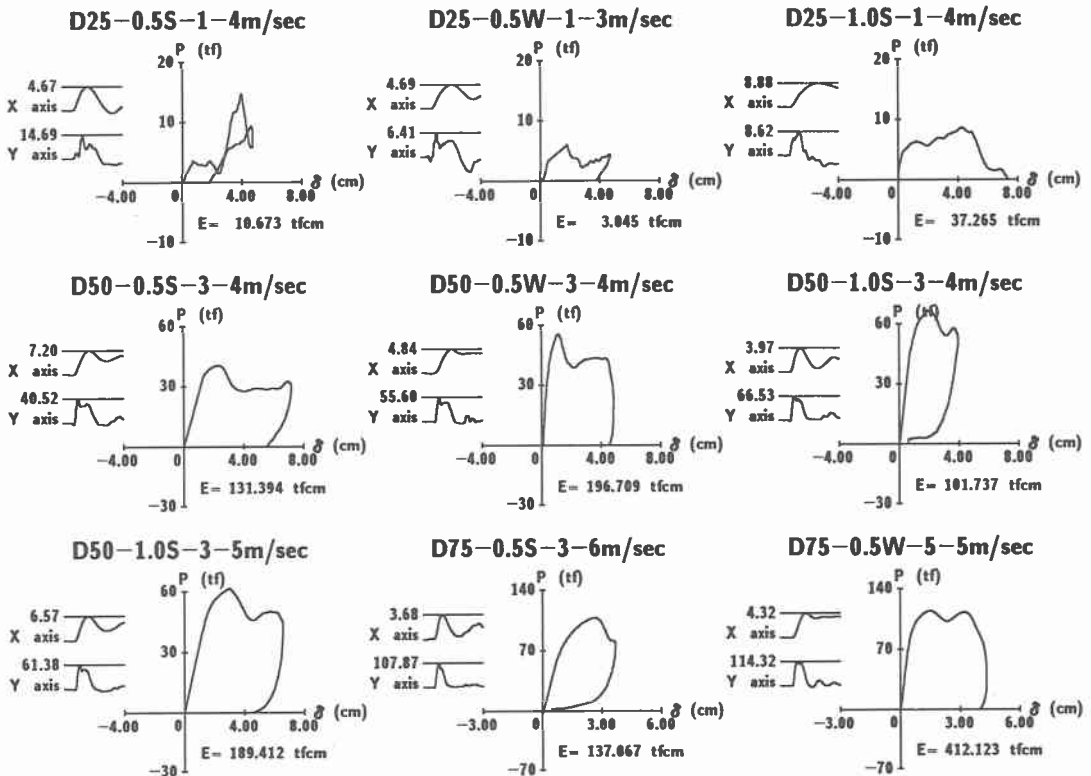 D25-0.5S-1-4m/sec
P (tf)
20
4.67
X axis
10
14.69
Y axis
-4.00 0 4.00 8.00 δ (cm)
E= 10.673 tfcm
-10
D25-0.5W-1-3m/sec
P (tf)
20
4.69
X axis
10
6.41
Y axis
-4.00 0 4.00 8.00 δ (cm)
E= 3.045 tfcm
-10
D25-1.0S-1-4m/sec
P (tf)
20
8.88
X axis
10
8.62
Y axis
-4.00 0 4.00 8.00 δ (cm)
E= 37.265 tfcm
-10
D50-0.5S-3-4m/sec
P (tf)
60
7.20
X axis
30
40.52
Y axis
-4.00 0 4.00 8.00 δ (cm)
E= 131.394 tfcm
-30
D50-0.5W-3-4m/sec
P (tf)
60
4.84
X axis
30
55.60
Y axis
-4.00 0 4.00 8.00 δ (cm)
E= 196.709 tfcm
-30
D50-1.0S-3-4m/sec
P (tf)
60
3.97
X axis
30
66.53
Y axis
-4.00 0 4.00 8.00 δ (cm)
E= 101.737 tfcm
-30
D50-1.0S-3-5m/sec
P (tf)
60
6.57
X axis
30
61.38
Y axis
-4.00 0 4.00 8.00 δ (cm)
E= 189.412 tfcm
-30
D75-0.5S-3-6m/sec
P (tf)
140
3.68
X axis
70
107.87
Y axis
-3.00 0 3.00 6.00 δ (cm)
E= 137.067 tfcm
-70
D75-0.5W-5-5m/sec
P (tf)
140
4.32
X axis
70
114.32
Y axis
-3.00 0 3.00 6.00 δ (cm)
E= 412.123 tfcm
-70